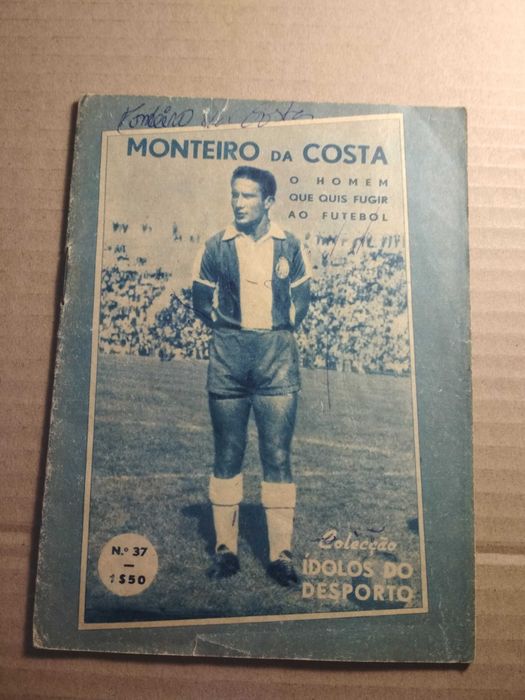 Monteiro da Costa
MONTEIRO DA COSTA
O HOMEM
QUE QUIS FUGIR
AO FUTEBOL
N.º 37
1$50
Colecção
ÍDOLOS DO
DESPORTO